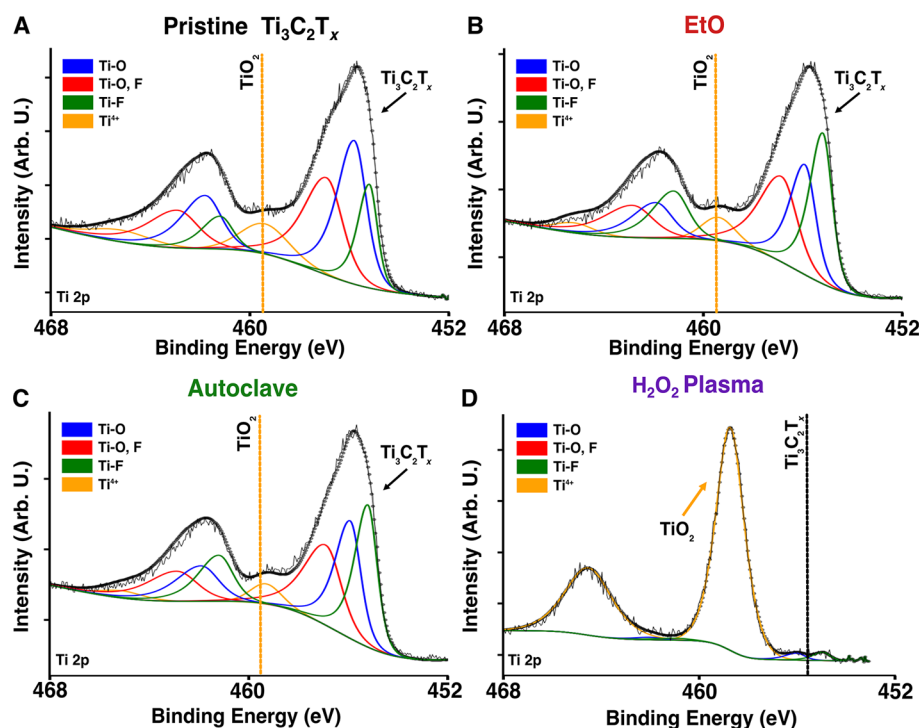 A
Pristine Ti₃C₂Tₓ
Ti-O
Ti-O, F
Ti-F
Ti⁴⁺
TiO₂
Ti₃C₂Tₓ
Intensity (Arb. U.)
Ti 2p
468
460
452
Binding Energy (eV)
B
EtO
Ti-O
Ti-O, F
Ti-F
Ti⁴⁺
TiO₂
Ti₃C₂Tₓ
Intensity (Arb. U.)
Ti 2p
468
460
452
Binding Energy (eV)
C
Autoclave
Ti-O
Ti-O, F
Ti-F
Ti⁴⁺
TiO₂
Ti₃C₂Tₓ
Intensity (Arb. U.)
Ti 2p
468
460
452
Binding Energy (eV)
D
H₂O₂ Plasma
Ti-O
Ti-O, F
Ti-F
Ti⁴⁺
TiO₂
Ti₃C₂Tₓ
Intensity (Arb. U.)
Ti 2p
468
460
452
Binding Energy (eV)